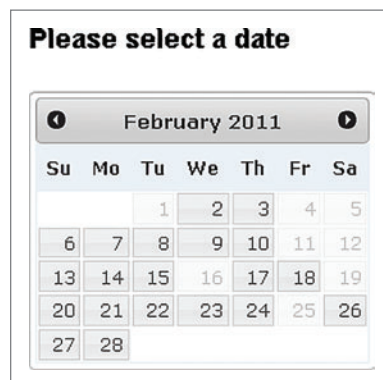 Please select a date
February 2011
Su Mo Tu We Th Fr Sa
1 2 3 4 5
6 7 8 9 10 11 12
13 14 15 16 17 18 19
20 21 22 23 24 25 26
27 28